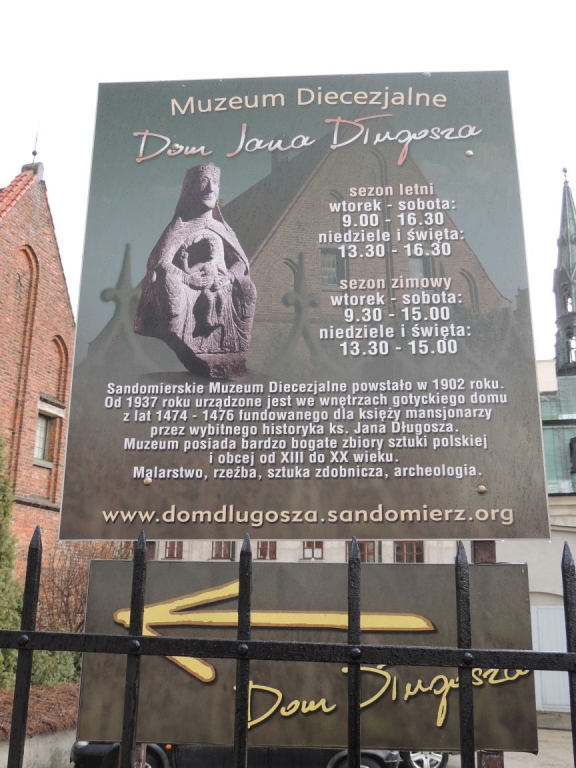 Muzeum Diecezjalne
Dom Jana Długosza
sezon letni
wtorek - sobota:
9.00 - 16.30
niedziele i święta:
13.30 - 16.30
sezon zimowy
wtorek - sobota:
9.30 - 15.00
niedziele i święta:
13.30 - 15.00
Sandomierskie Muzeum Diecezjalne powstało w 1902 roku.
Od 1937 roku urządzone jest we wnętrzach gotyckiego domu
z lat 1474 - 1476 fundowanego dla księży mansjonarzy
przez wybitnego historyka ks. Jana Długosza.
Muzeum posiada bardzo bogate zbiory sztuki polskiej
i obcej od XIII do XX wieku.
Malarstwo, rzeźba, sztuka zdobnicza, archeologia.
www.domdlugosza.sandomierz.org
Dom Długosza